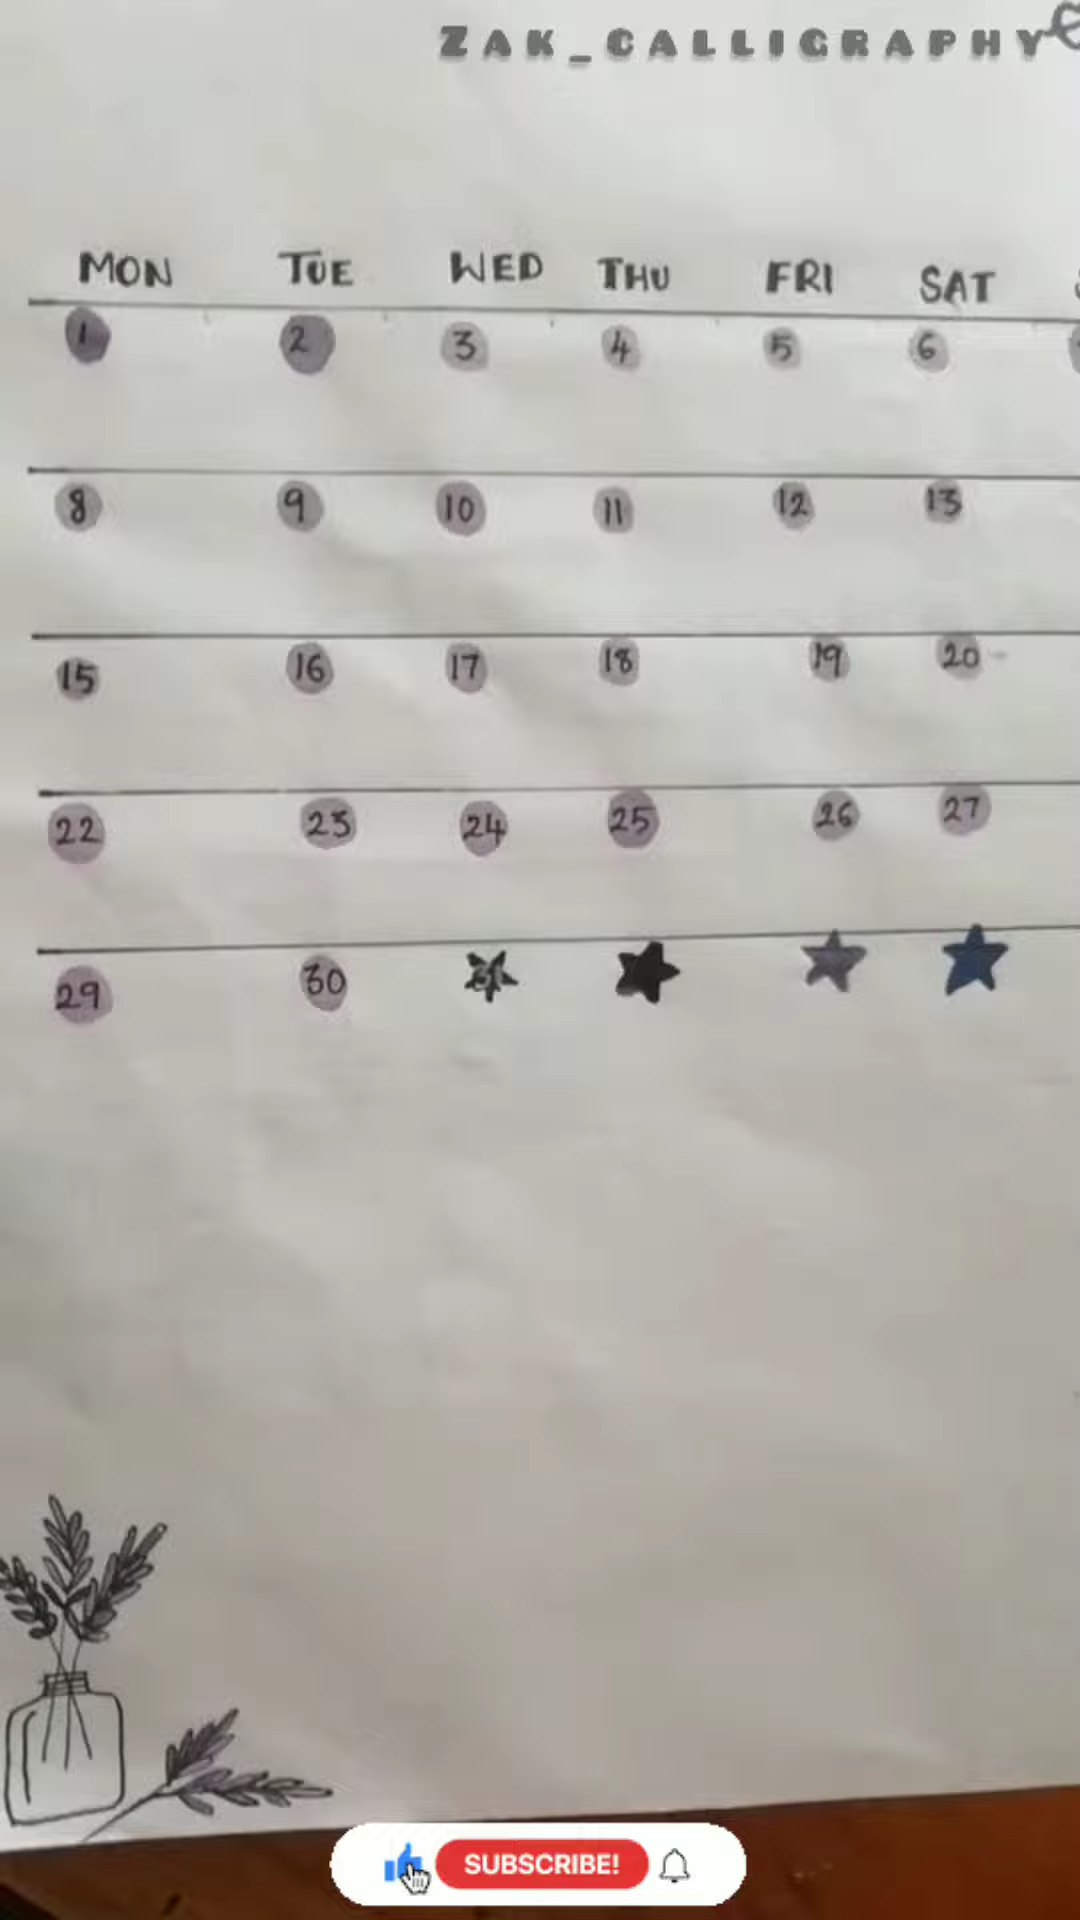 ZAK_CALLIGRAPHY
MON TUE WED THU FRI SAT
1 2 3 4 5 6
8 9 10 11 12 13
15 16 17 18 19 20
22 23 24 25 26 27
29 30 31
SUBSCRIBE!